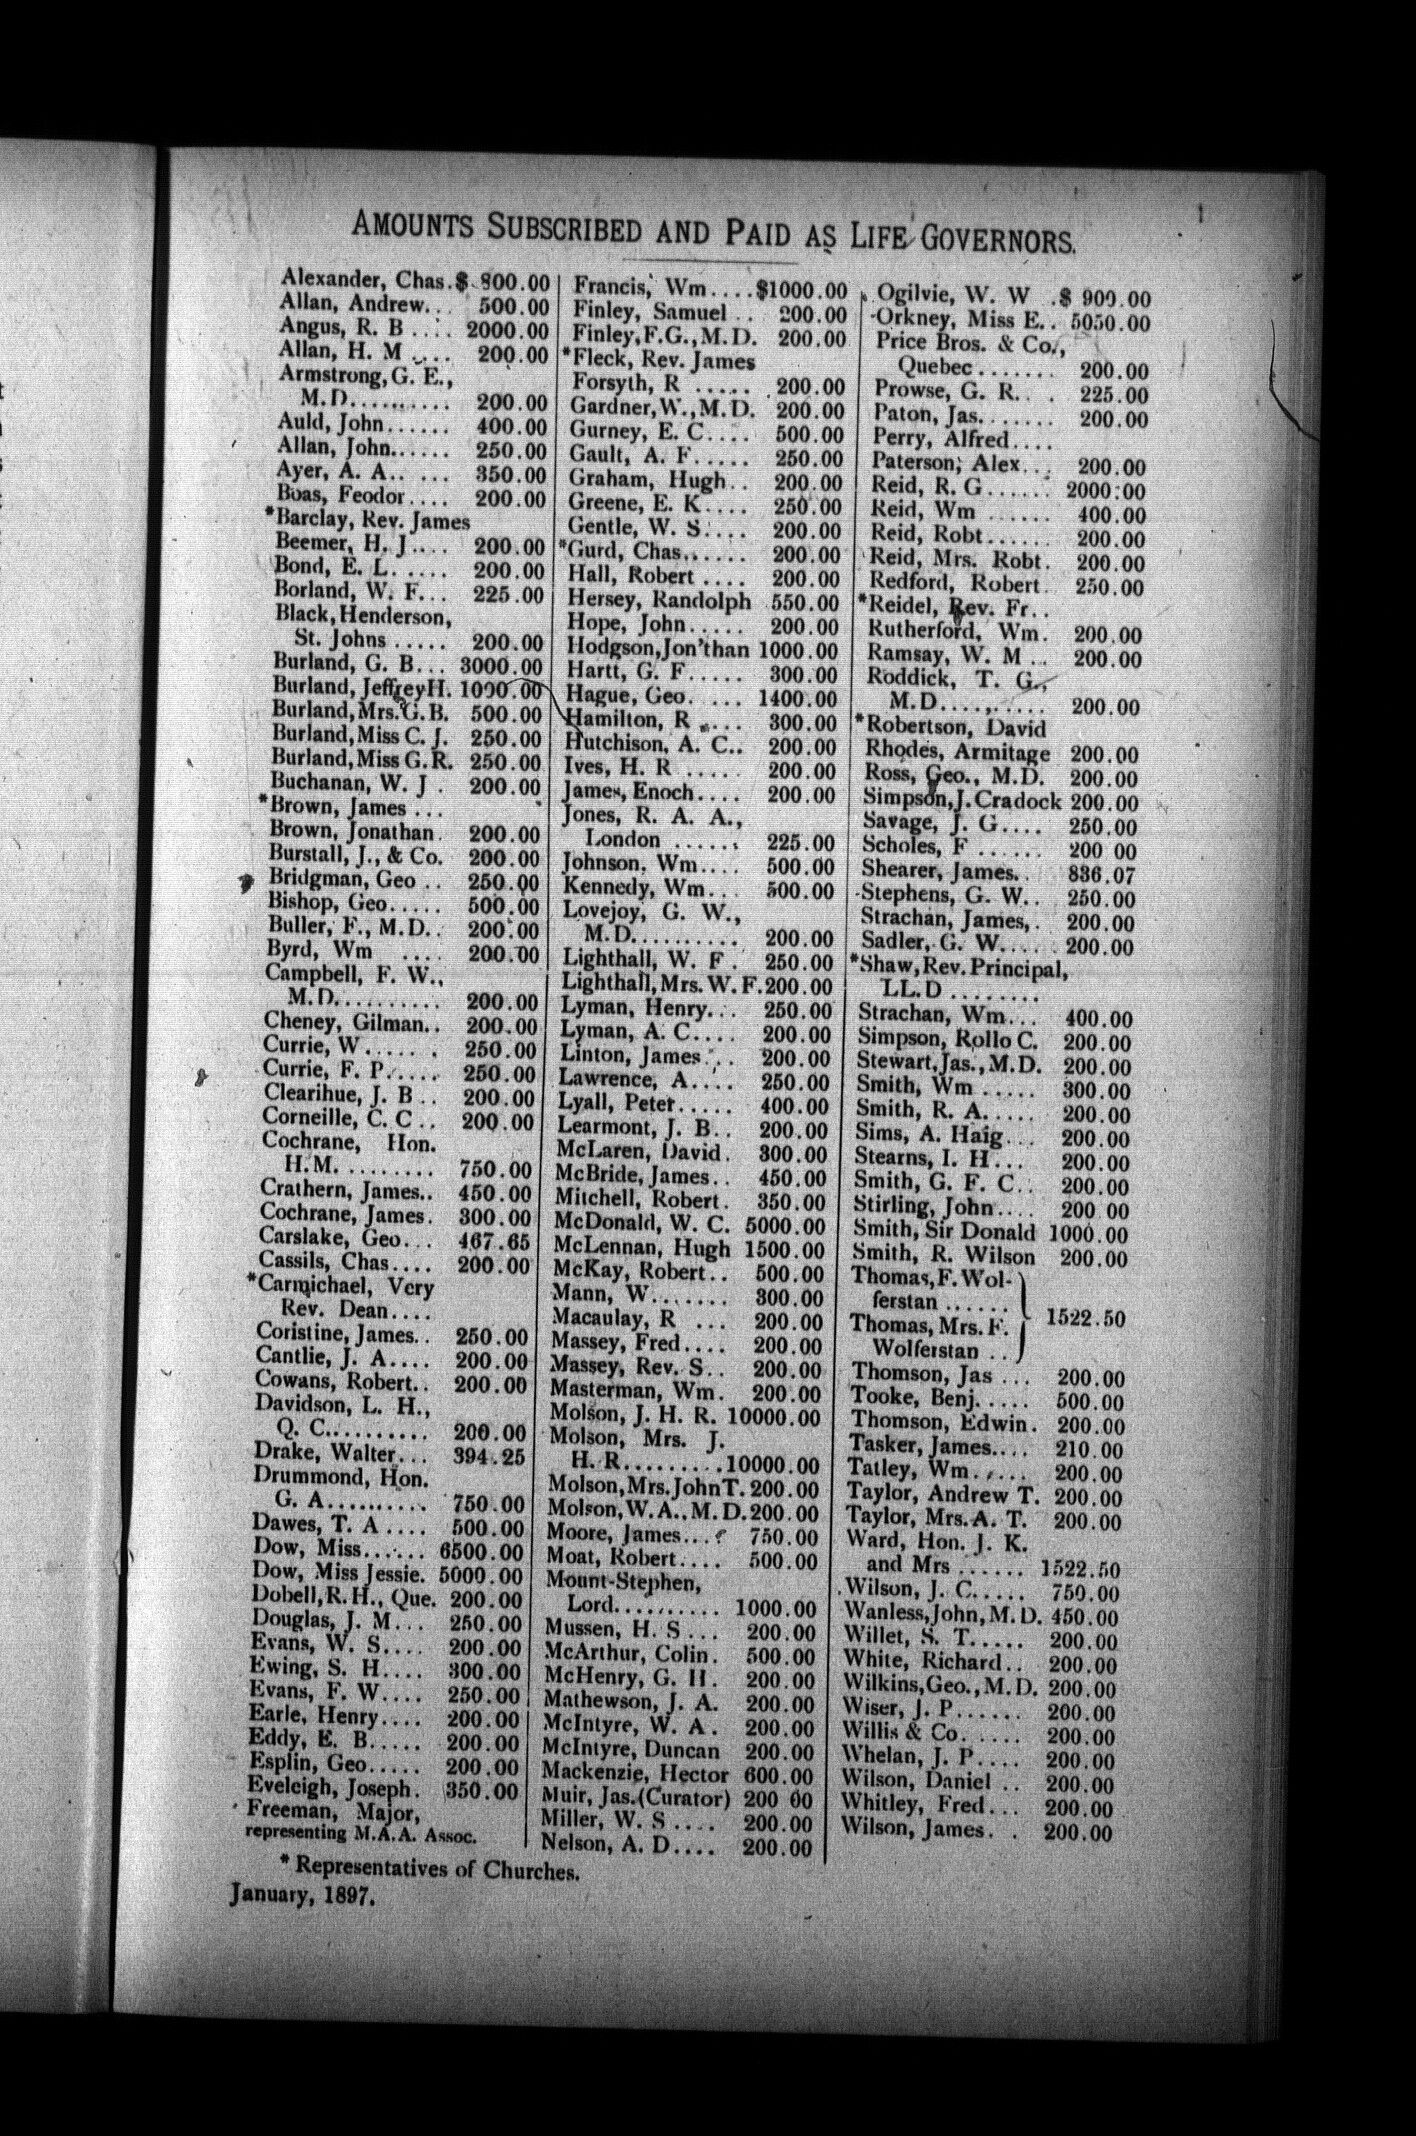 AMOUNTS SUBSCRIBED AND PAID AS LIFE GOVERNORS.
Alexander, Chas. $ 800.00
Allan, Andrew... 500.00
Angus, R. B .... 2000.00
Allan, H. M .... 200.00
Armstrong, G. E.,
M.D.......... 200.00
Auld, John...... 400.00
Allan, John...... 250.00
Ayer, A. A.. ... 350.00
Boas, Feodor.... 200.00
*Barclay, Rev. James
Beemer, H. J.... 200.00
Bond, E. L. .... 200.00
Borland, W. F... 225.00
Black, Henderson,
St. Johns ..... 200.00
Burland, G. B... 3000.00
Burland, Jeffrey H. 1000.00
Burland, Mrs. G. B. 500.00
Burland, Miss C. J. 250.00
Burland, Miss G. R. 250.00
Buchanan, W. J . 200.00
*Brown, James ...
Brown, Jonathan. 200.00
Burstall, J., & Co. 200.00
Bridgman, Geo .. 250.00
Bishop, Geo..... 500.00
Buller, F., M.D.. 200.00
Byrd, Wm .... 200.00
Campbell, F. W.,
M.D.......... 200.00
Cheney, Gilman.. 200.00
Currie, W...... . 250.00
Currie, F. P..... 250.00
Clearihue, J. B .. 200.00
Corneille, C. C .. 200.00
Cochrane, Hon.
H.M. ........ 750.00
Crathern, James.. 450.00
Cochrane, James. 300.00
Carslake, Geo... 467.65
Cassils, Chas.... 200.00
*Carmichael, Very
Rev. Dean....
Coristine, James.. 250.00
Cantlie, J. A.... 200.00
Cowans, Robert.. 200.00
Davidson, L. H.,
Q. C.......... 200.00
Drake, Walter... 394.25
Drummond, Hon.
G. A.......... 750.00
Dawes, T. A .... 500.00
Dow, Miss...... 6500.00
Dow, Miss Jessie. 5000.00
Dobell, R. H., Que. 200.00
Douglas, J. M... 250.00
Evans, W. S.... 200.00
Ewing, S. H.... 300.00
Evans, F. W.... 250.00
Earle, Henry.... 200.00
Eddy, E. B..... 200.00
Esplin, Geo..... 200.00
Eveleigh, Joseph. 350.00
Freeman, Major,
representing M.A.A. Assoc.
Francis, Wm.... $1000.00
Finley, Samuel .. 200.00
Finley, F.G., M.D. 200.00
*Fleck, Rev. James
Forsyth, R ..... 200.00
Gardner, W., M.D. 200.00
Gurney, E. C.... 500.00
Gault, A. F..... 250.00
Graham, Hugh.. 200.00
Greene, E. K.... 250.00
Gentle, W. S.... 200.00
*Gurd, Chas...... 200.00
Hall, Robert .... 200.00
Hersey, Randolph 550.00
Hope, John..... 200.00
Hodgson, Jon'than 1000.00
Hartt, G. F..... 300.00
Hague, Geo..... 1400.00
Hamilton, R .... 300.00
Hutchison, A. C.. 200.00
Ives, H. R ..... 200.00
James, Enoch.... 200.00
Jones, R. A. A.,
London ...... 225.00
Johnson, Wm.... 500.00
Kennedy, Wm... 500.00
Lovejoy, G. W.,
M.D.......... 200.00
Lighthall, W. F . 250.00
Lighthall, Mrs. W. F. 200.00
Lyman, Henry... 250.00
Lyman, A. C.... 200.00
Linton, James... 200.00
Lawrence, A.... 250.00
Lyall, Peter..... 400.00
Learmont, J. B.. 200.00
McLaren, David. 300.00
McBride, James.. 450.00
Mitchell, Robert. 350.00
McDonald, W. C. 5000.00
McLennan, Hugh 1500.00
McKay, Robert.. 500.00
Mann, W....... 300.00
Macaulay, R ... 200.00
Massey, Fred.... 200.00
Massey, Rev. S.. 200.00
Masterman, Wm. 200.00
Molson, J. H. R. 10000.00
Molson, Mrs. J.
H. R.........10000.00
Molson, Mrs. John T. 200.00
Molson, W. A., M. D. 200.00
Moore, James.... 750.00
Moat, Robert.... 500.00
Mount-Stephen,
Lord.......... 1000.00
Mussen, H. S ... 200.00
McArthur, Colin. 500.00
McHenry, G. H. 200.00
Mathewson, J. A. 200.00
McIntyre, W. A. 200.00
McIntyre, Duncan 200.00
Mackenzie, Hector 600.00
Muir, Jas. (Curator) 200 00
Miller, W. S .... 200.00
Nelson, A. D.... 200.00
Ogilvie, W. W .$ 900.00
Orkney, Miss E.. 5050.00
Price Bros. & Co.,
Quebec....... 200.00
Prowse, G. R... . 225.00
Paton, Jas....... 200.00
Perry, Alfred....
Paterson, Alex... 200.00
Reid, R. G...... 2000.00
Reid, Wm ...... 400.00
Reid, Robt...... 200.00
Reid, Mrs. Robt. 200.00
Redford, Robert. 250.00
*Reidel, Rev. Fr..
Rutherford, Wm. 200.00
Ramsay, W. M .. 200.00
Roddick, T. G.,
M.D.......... 200.00
*Robertson, David
Rhodes, Armitage 200.00
Ross, Geo., M.D. 200.00
Simpson, J. Cradock 200.00
Savage, J. G.... 250.00
Scholes, F ...... 200 00
Shearer, James.. 836.07
Stephens, G. W.. 250.00
Strachan, James,. 200.00
Sadler, G. W..... 200.00
*Shaw, Rev. Principal,
LL.D ........
Strachan, Wm... 400.00
Simpson, Rollo C. 200.00
Stewart, Jas., M.D. 200.00
Smith, Wm ..... 300.00
Smith, R. A..... 200.00
Sims, A. Haig... 200.00
Stearns, I. H... 200.00
Smith, G. F. C.. 200.00
Stirling, John.... 200 00
Smith, Sir Donald 1000.00
Smith, R. Wilson 200.00
Thomas, F. Wol-
ferstan ......
Thomas, Mrs. F. 1522.50
Wolferstan ..
Thomson, Jas ... 200.00
Tooke, Benj..... 500.00
Thomson, Edwin. 200.00
Tasker, James.... 210.00
Tatley, Wm...... 200.00
Taylor, Andrew T. 200.00
Taylor, Mrs. A. T. 200.00
Ward, Hon. J. K.
and Mrs ...... 1522.50
Wilson, J. C..... 750.00
Wanless, John, M. D. 450.00
Willet, S. T..... 200.00
White, Richard.. 200.00
Wilkins, Geo., M. D. 200.00
Wiser, J. P...... 200.00
Willis & Co. .... 200.00
Whelan, J. P.... 200.00
Wilson, Daniel .. 200.00
Whitley, Fred... 200.00
Wilson, James. . 200.00
* Representatives of Churches.
January, 1897.